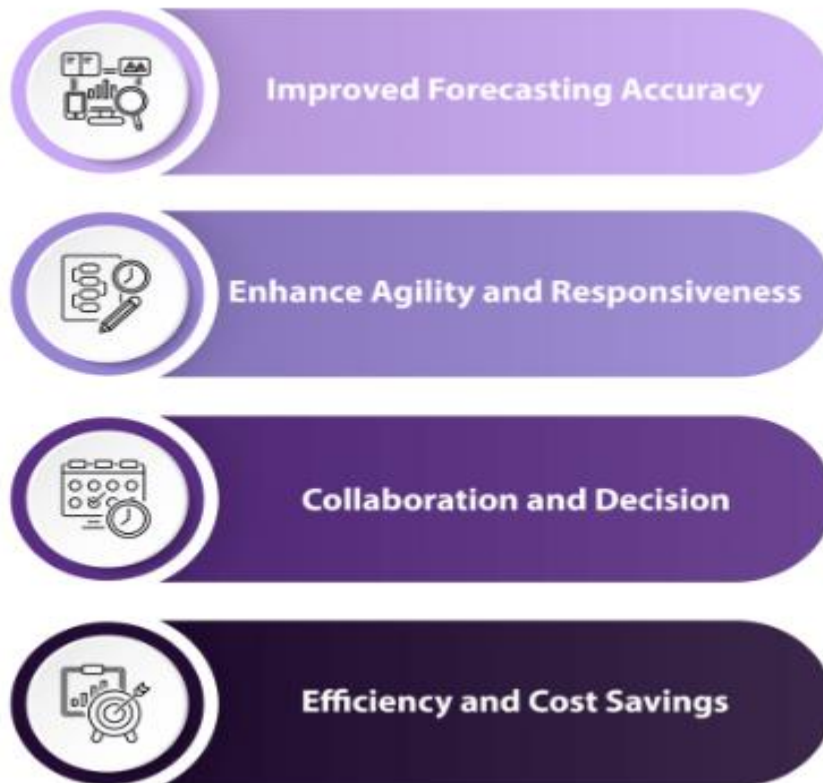 Improved Forecasting Accuracy
Enhance Agility and Responsiveness
Collaboration and Decision
Efficiency and Cost Savings